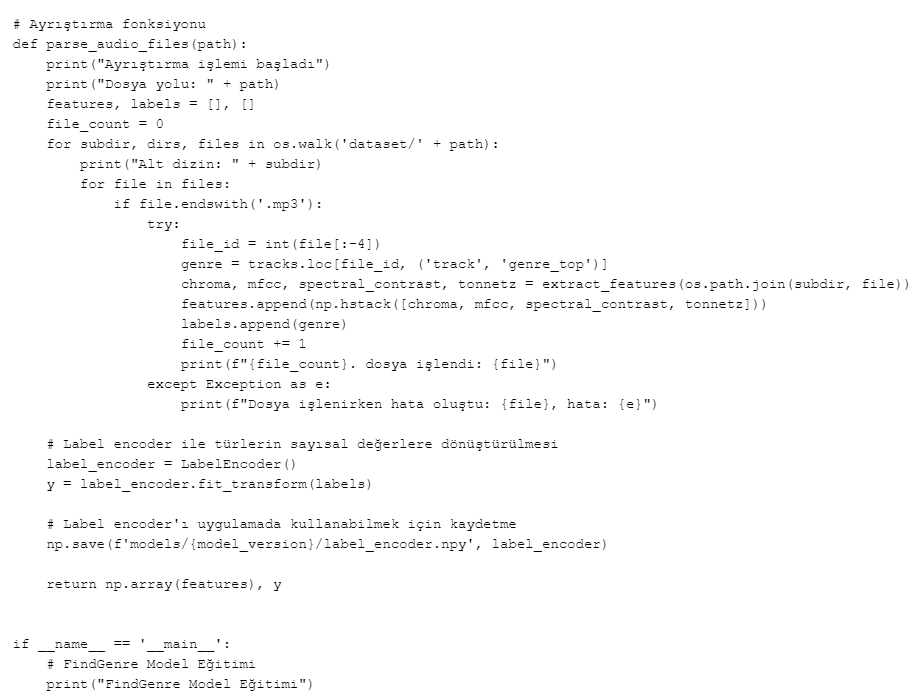 # Ayrıştırma fonksiyonu
def parse_audio_files(path):
    print("Ayrıştırma işlemi başladı")
    print("Dosya yolu: " + path)
    features, labels = [], []
    file_count = 0
    for subdir, dirs, files in os.walk('dataset/' + path):
        print("Alt dizin: " + subdir)
        for file in files:
            if file.endswith('.mp3'):
                try:
                    file_id = int(file[:-4])
                    genre = tracks.loc[file_id, ('track', 'genre_top')]
                    chroma, mfcc, spectral_contrast, tonnetz = extract_features(os.path.join(subdir, file))
                    features.append(np.hstack([chroma, mfcc, spectral_contrast, tonnetz]))
                    labels.append(genre)
                    file_count += 1
                    print(f"{file_count}. dosya işlendi: {file}")
                except Exception as e:
                    print(f"Dosya işlenirken hata oluştu: {file}, hata: {e}")

    # Label encoder ile türlerin sayısal değerlere dönüştürülmesi
    label_encoder = LabelEncoder()
    y = label_encoder.fit_transform(labels)

    # Label encoder'ı uygulamada kullanabilmek için kaydetme
    np.save(f'models/{model_version}/label_encoder.npy', label_encoder)

    return np.array(features), y


if __name__ == '__main__':
    # FindGenre Model Eğitimi
    print("FindGenre Model Eğitimi")